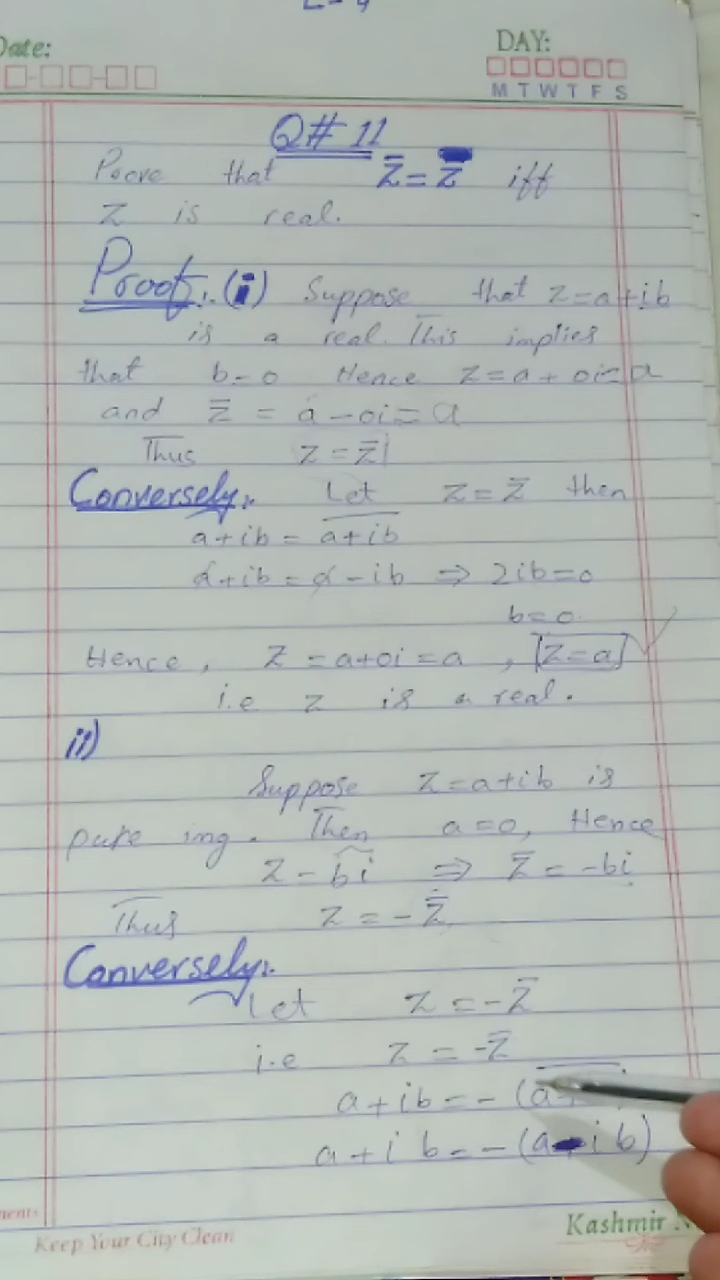 Date:
DAY:
M T W T F S
Q# 11
Prove that z̄ = z̄ iff
Z is real.
Proof:. (i) Suppose that z=a+ib
is a real. This implies
that b=0 Hence z=a+0i=a
and z̄ = a-0i=a
Thus z=z̄
Conversely:. Let z=z̄ then
a+ib = \overline{a+ib}
a+ib=a-ib ⇒ 2ib=0
b=0.
Hence, z=a+0i=a, [z=a]
i.e z is a real.
ii)
Suppose z=a+ib is
pure ing. Then a=0, Hence
z=bi ⇒ z̄=-bi
Thus z=-z̄
Conversely:.
Let z=-z̄
i.e z=-z̄
a+ib=-(a
a+ib=-(a-ib)
Keep Your City Clean
Kashmir